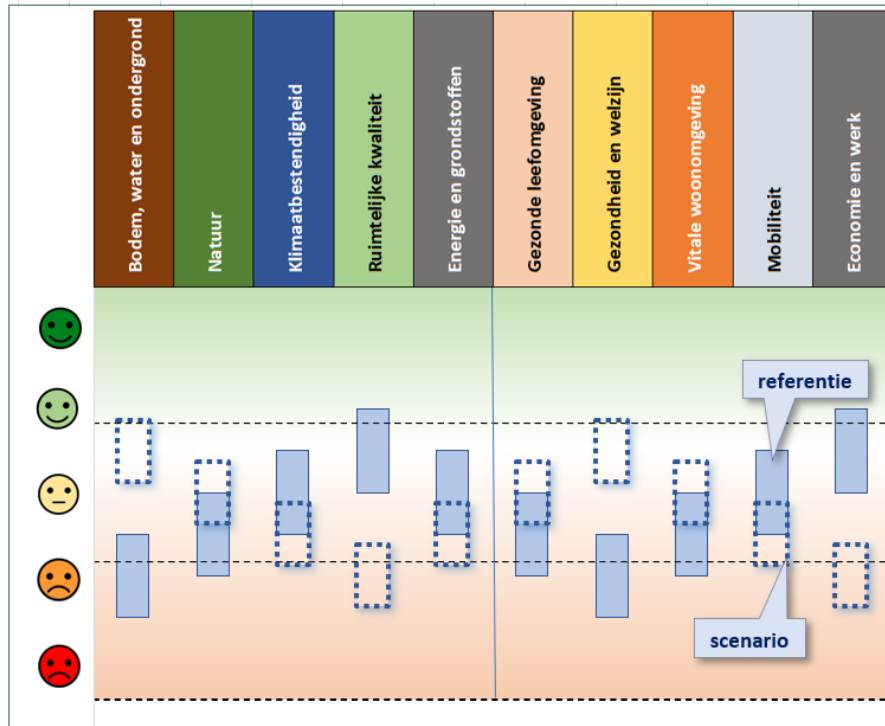 Bodem, water en ondergrond
Natuur
Klimaatbestendigheid
Ruimtelijke kwaliteit
Energie en grondstoffen
Gezonde leefomgeving
Gezondheid en welzijn
Vitale woonomgeving
Mobiliteit
Economie en werk
referentie
scenario